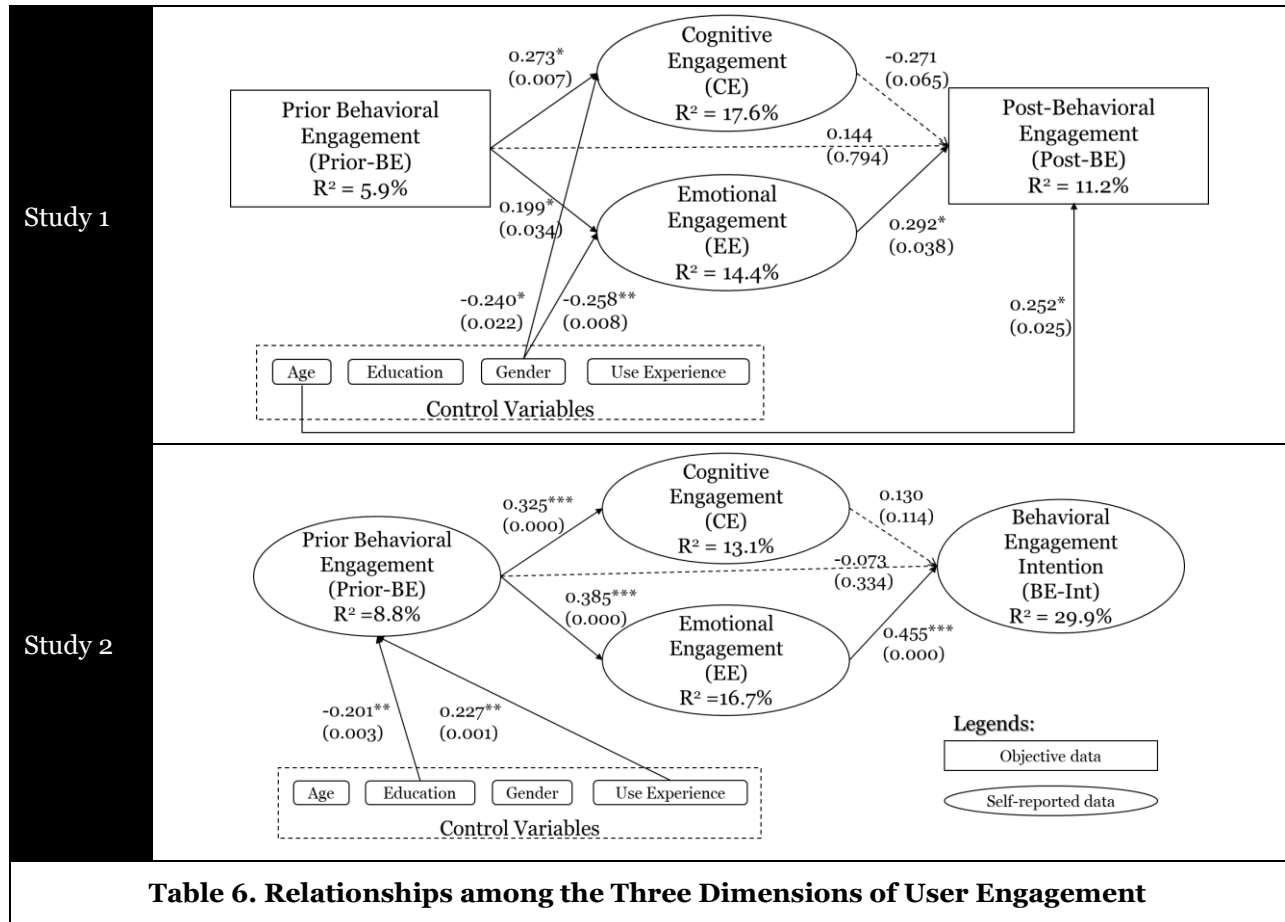 Study 1
Cognitive
Engagement
(CE)
R² = 17.6%
0.273*
(0.007)
-0.271
(0.065)
Prior Behavioral
Engagement
(Prior-BE)
R² = 5.9%
0.144
(0.794)
Post-Behavioral
Engagement
(Post-BE)
R² = 11.2%
0.199*
(0.034)
Emotional
Engagement
(EE)
R² = 14.4%
0.292*
(0.038)
-0.240*
(0.022)
-0.258**
(0.008)
0.252*
(0.025)
Age Education Gender Use Experience
Control Variables
Study 2
Cognitive
Engagement
(CE)
R² = 13.1%
0.325***
(0.000)
0.130
(0.114)
Prior Behavioral
Engagement
(Prior-BE)
R² =8.8%
-0.073
(0.334)
Behavioral
Engagement
Intention
(BE-Int)
R² = 29.9%
0.385***
(0.000)
Emotional
Engagement
(EE)
R² =16.7%
0.455***
(0.000)
-0.201**
(0.003)
0.227**
(0.001)
Legends:
Objective data
Self-reported data
Age Education Gender Use Experience
Control Variables
Table 6. Relationships among the Three Dimensions of User Engagement